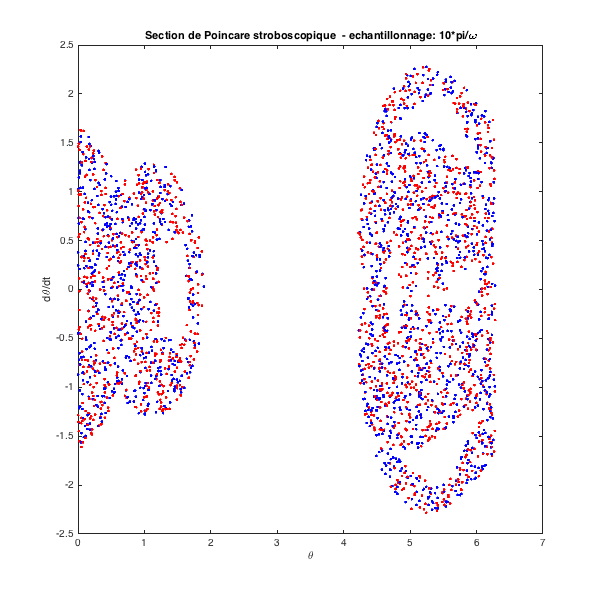 Section de Poincare stroboscopique - echantillonnage: 10*pi/ω
dθ/dt
2.5
2
1.5
1
0.5
0
-0.5
-1
-1.5
-2
-2.5
0 1 2 3 4 5 6 7
θ